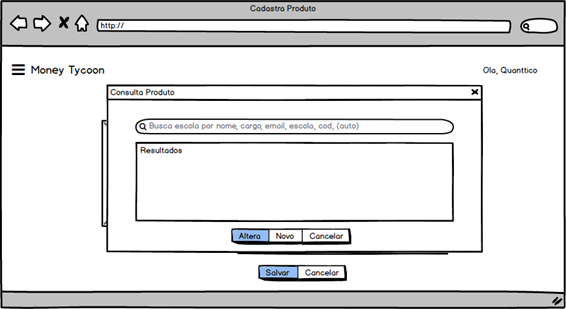 Cadastra Produto
http://
Money Tycoon
Ola, Quanttico
Consulta Produto
Busca escola por nome, cargo, email, escola, cod, (auto)
Resultados
Altera Novo Cancelar
Salvar Cancelar